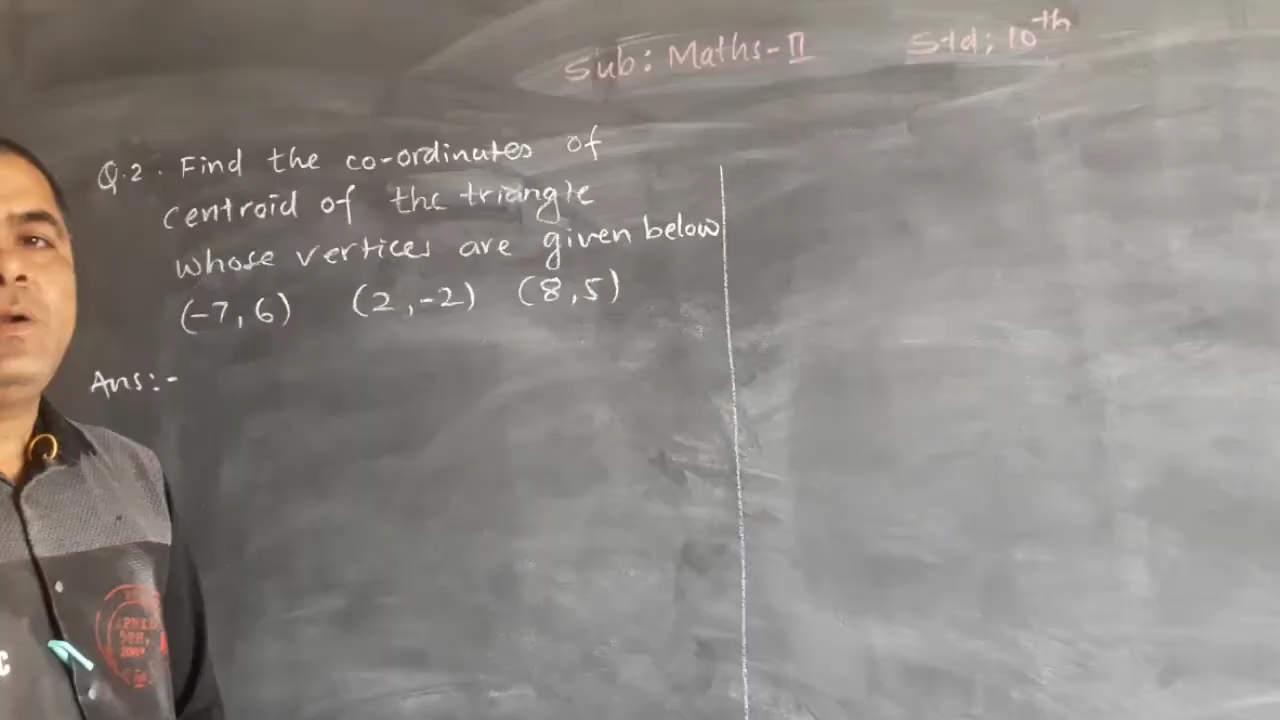 Sub: Maths-II Std: 10th
Q.2. Find the co-ordinates of
centroid of the triangle
whose vertices are given below
(-7,6) (2,-2) (8,5)
Ans:-
C